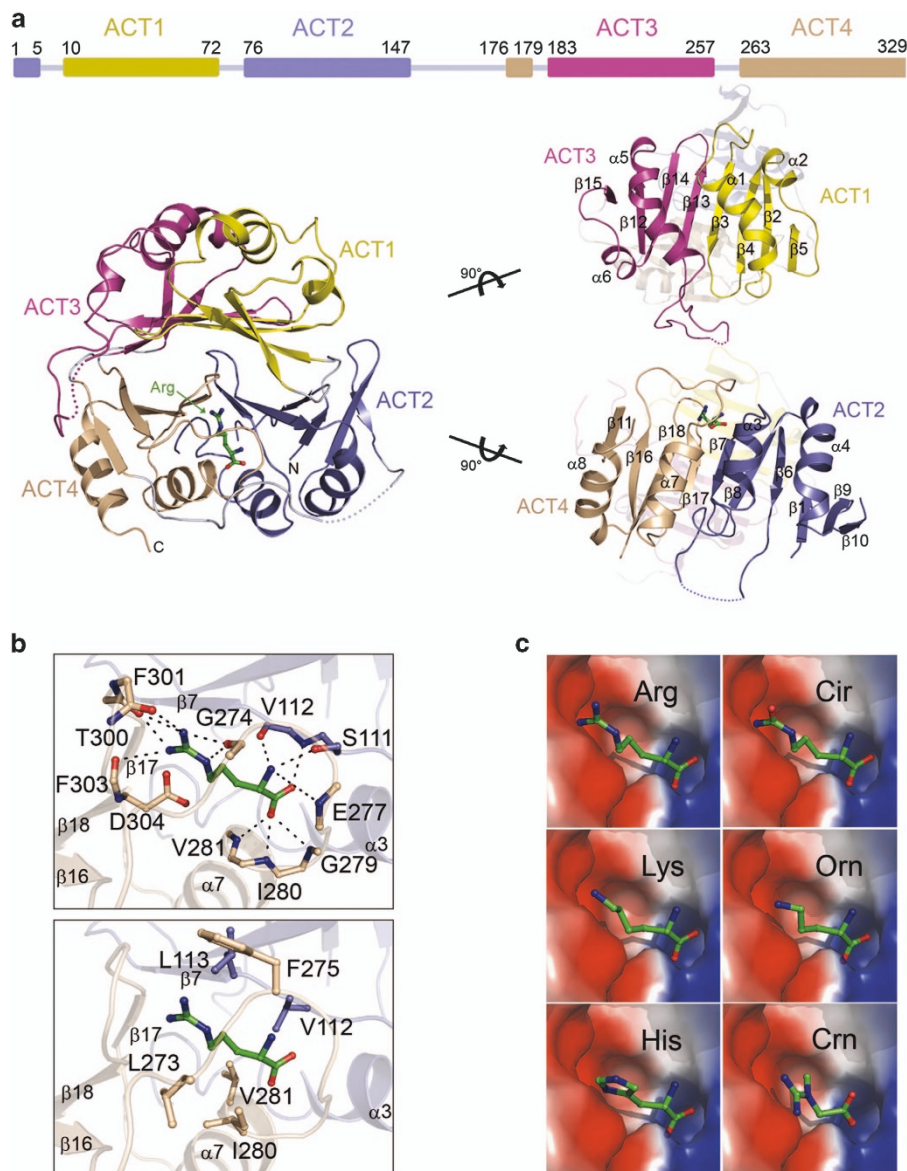 a
ACT1 ACT2 ACT3 ACT4
1 5 10 72 76 147 176 179 183 257 263 329
ACT3
ACT1
Arg
ACT2
N
ACT4
C
90°
ACT3
α5
β14
α1
α2
β15
β13
ACT1
β12
β3
β2
β4
β5
α6
90°
ACT2
β11
β18
α3
β7
α4
β16
α8
α7
β6
β9
ACT4
β17
β8
β1
β10
b
F301
β7
V112
G274
S111
T300
β17
F303
D304
E277
β18
V281
α3
G279
β16
α7
I280
L113
F275
β7
β17
V112
L273
β18
V281
α3
β16
α7
I280
c
Arg
Cir
Lys
Orn
His
Crn